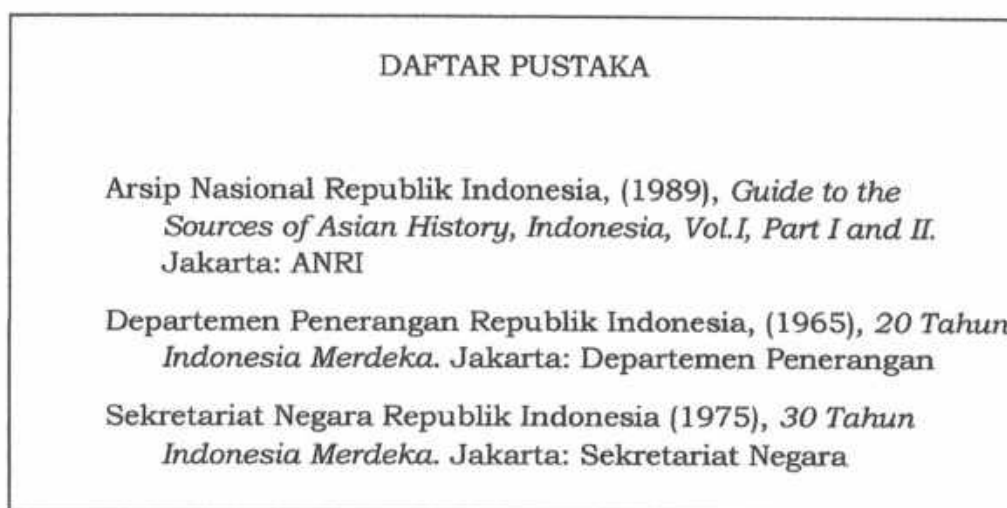 DAFTAR PUSTAKA
Arsip Nasional Republik Indonesia, (1989), Guide to the
Sources of Asian History, Indonesia, Vol.I, Part I and II.
Jakarta: ANRI
Departemen Penerangan Republik Indonesia, (1965), 20 Tahun
Indonesia Merdeka. Jakarta: Departemen Penerangan
Sekretariat Negara Republik Indonesia (1975), 30 Tahun
Indonesia Merdeka. Jakarta: Sekretariat Negara